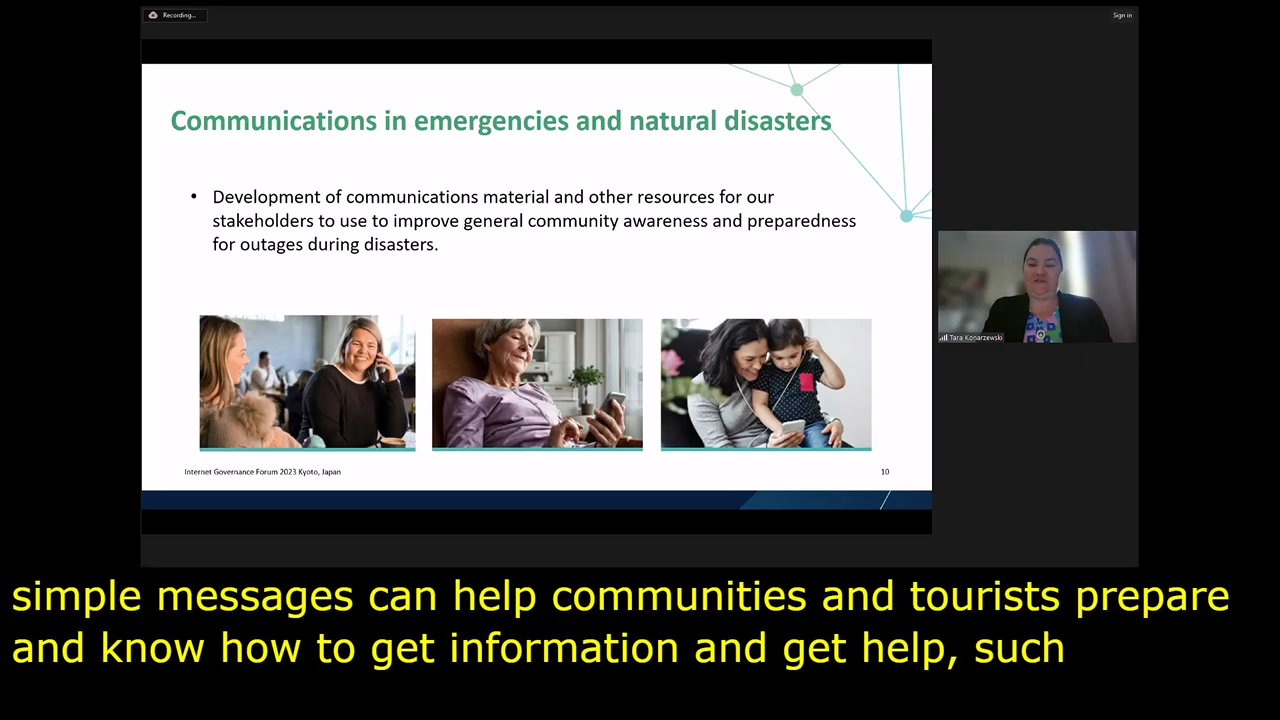 Recording...
Sign in
Communications in emergencies and natural disasters
• Development of communications material and other resources for our
stakeholders to use to improve general community awareness and preparedness
for outages during disasters.
Tara Konarzewski
Internet Governance Forum 2023 Kyoto, Japan
10
simple messages can help communities and tourists prepare
and know how to get information and get help, such